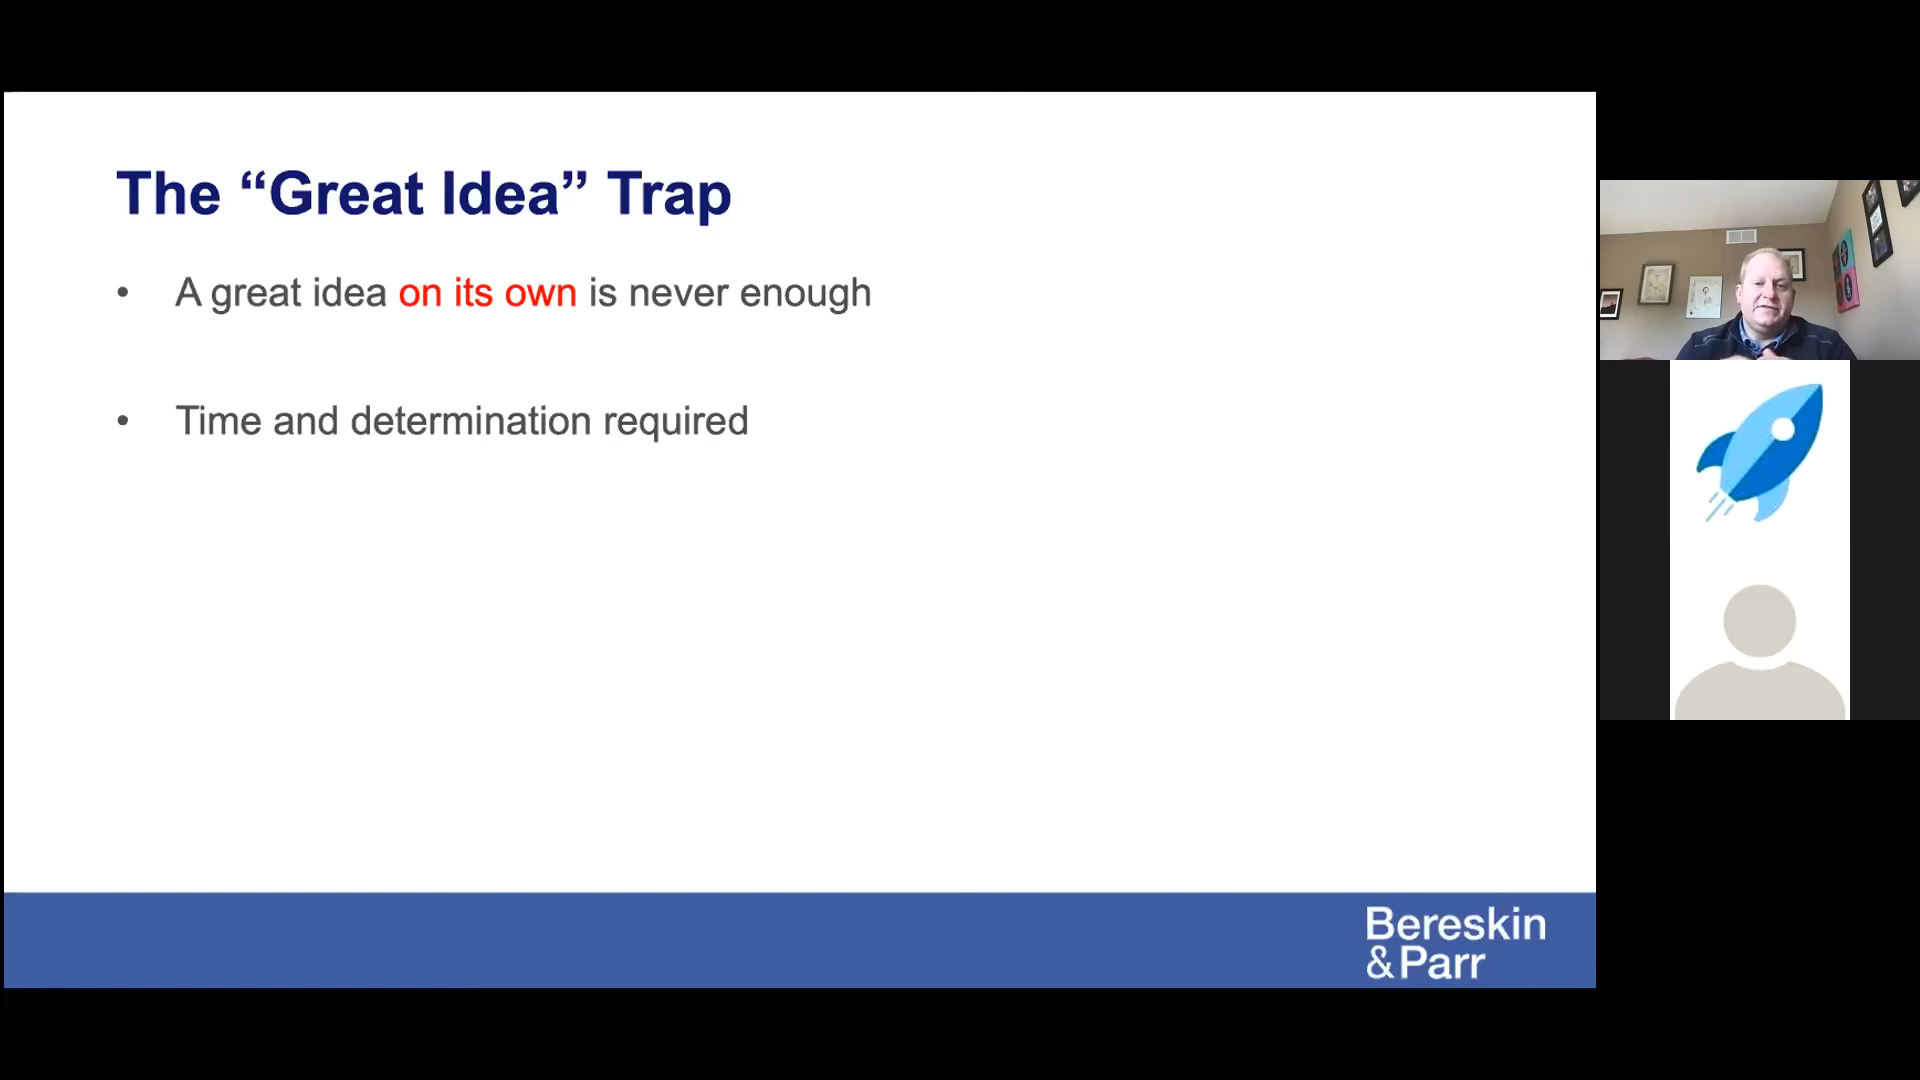 The “Great Idea” Trap
• A great idea on its own is never enough
• Time and determination required
Bereskin
& Parr